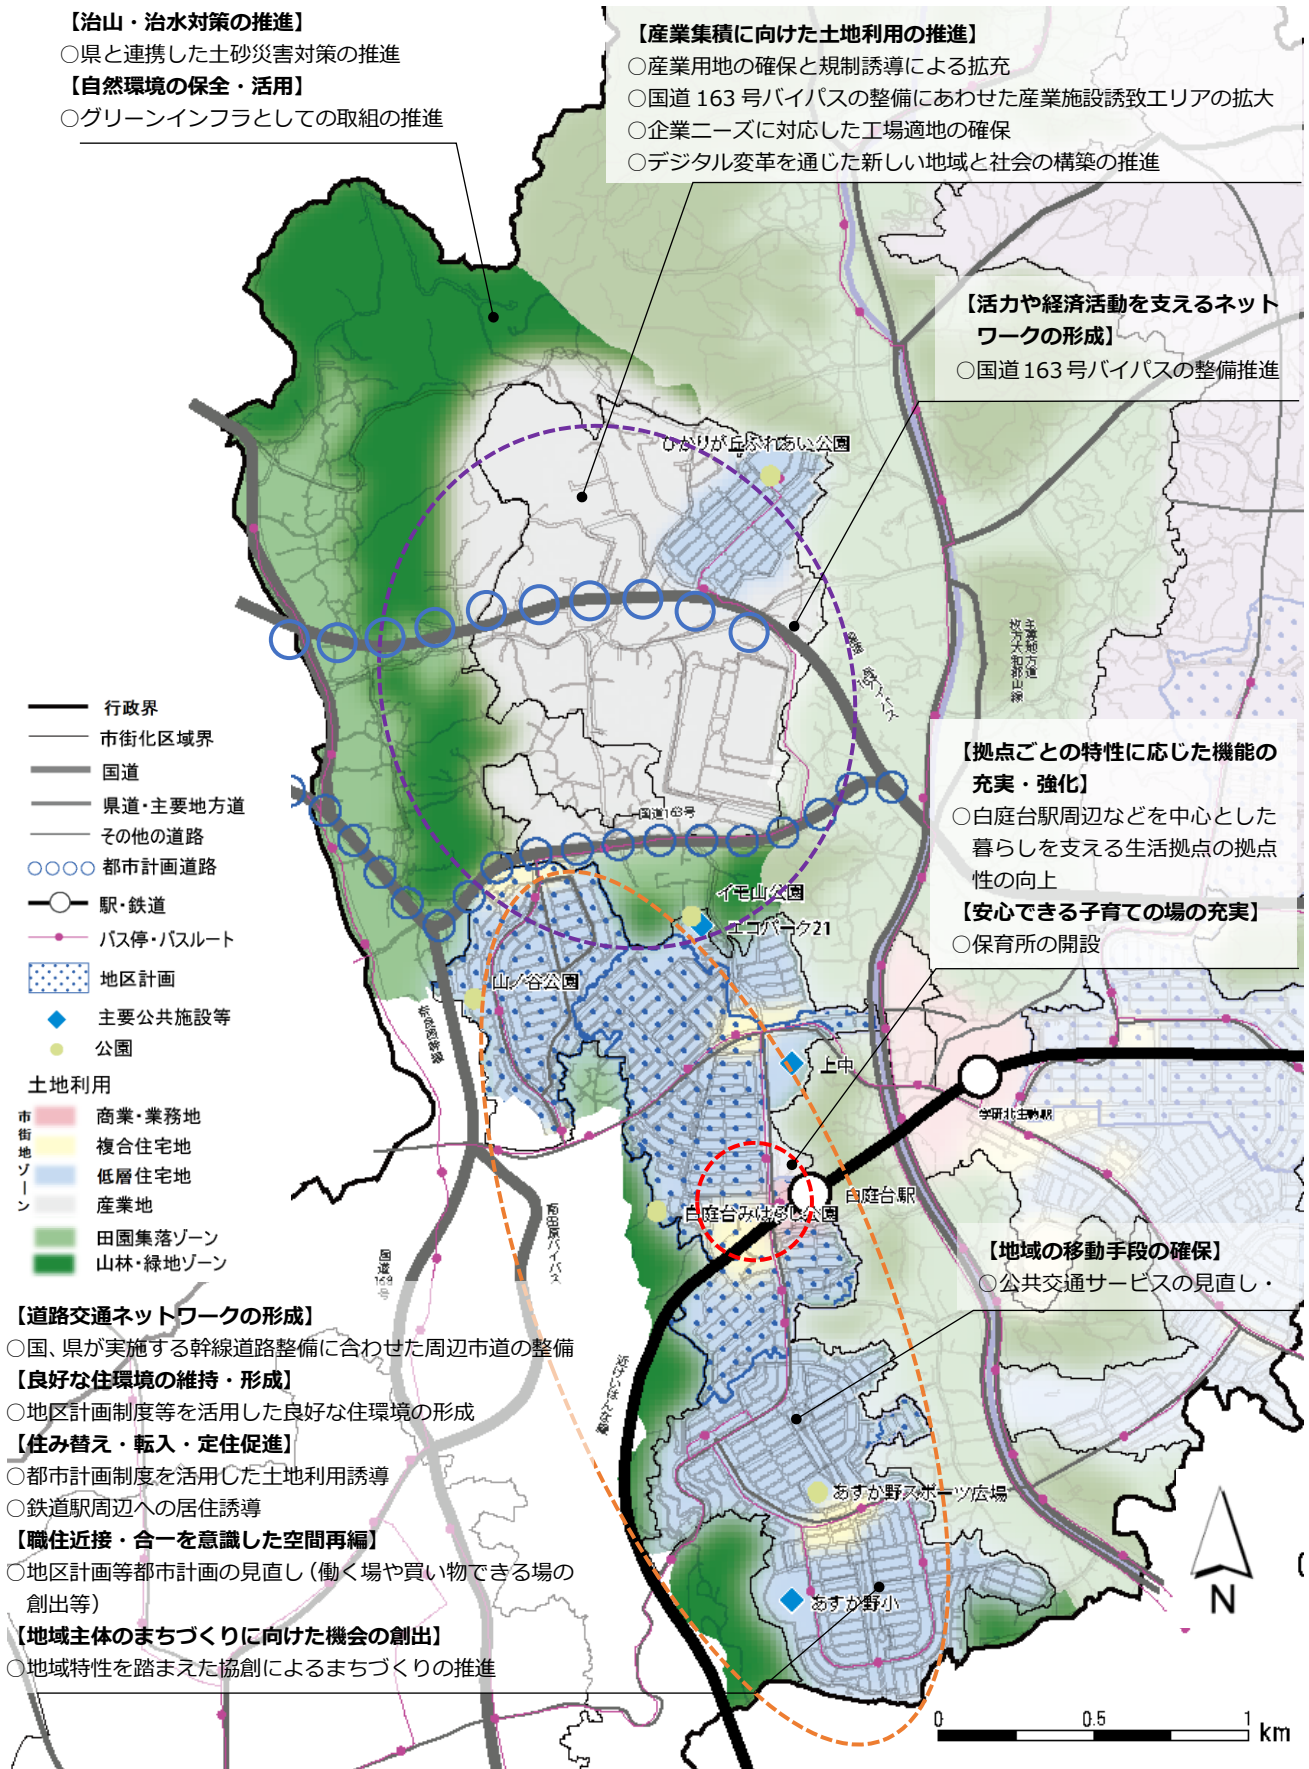 【治山・治水対策の推進】
○県と連携した土砂災害対策の推進
【自然環境の保全・活用】
○グリーンインフラとしての取組の推進
【産業集積に向けた土地利用の推進】
○産業用地の確保と規制誘導による拡充
○国道163号バイパスの整備にあわせた産業施設誘致エリアの拡大
○企業ニーズに対応した工場適地の確保
○デジタル変革を通じた新しい地域と社会の構築の推進
【活力や経済活動を支えるネット
ワークの形成】
○国道163号バイパスの整備推進
ひかりが丘ふれあい公園
主要地方道
枚方大和郡山線
国道163号
【拠点ごとの特性に応じた機能の
充実・強化】
○白庭台駅周辺などを中心とした
暮らしを支える生活拠点の拠点
性の向上
【安心できる子育ての場の充実】
○保育所の開設
行政界
市街化区域界
国道
県道・主要地方道
その他の道路
都市計画道路
駅・鉄道
バス停・バスルート
地区計画
主要公共施設等
公園
土地利用
市街地ゾーン
商業・業務地
複合住宅地
低層住宅地
産業地
田園集落ゾーン
山林・緑地ゾーン
イモ山公園
エコパーク21
山ノ谷公園
上中
学研北生駒駅
白庭台駅
白庭台みはらし公園
南田原バイパス
国道168号
【地域の移動手段の確保】
○公共交通サービスの見直し・
近鉄けいはんな線
あすか野スポーツ広場
あすか野小
【道路交通ネットワークの形成】
○国、県が実施する幹線道路整備に合わせた周辺市道の整備
【良好な住環境の維持・形成】
○地区計画制度等を活用した良好な住環境の形成
【住み替え・転入・定住促進】
○都市計画制度を活用した土地利用誘導
○鉄道駅周辺への居住誘導
【職住近接・合一を意識した空間再編】
○地区計画等都市計画の見直し（働く場や買い物できる場の
創出等）
【地域主体のまちづくりに向けた機会の創出】
○地域特性を踏まえた協創によるまちづくりの推進
N
0 0.5 1 km